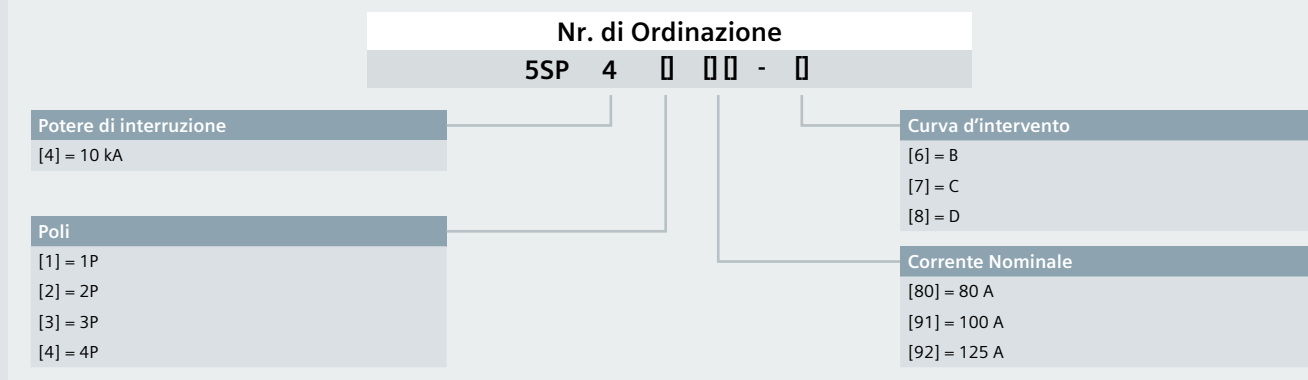 Nr. di Ordinazione
5SP 4 [] [][] - []
Potere di interruzione
[4] = 10 kA
Poli
[1] = 1P
[2] = 2P
[3] = 3P
[4] = 4P
Curva d’intervento
[6] = B
[7] = C
[8] = D
Corrente Nominale
[80] = 80 A
[91] = 100 A
[92] = 125 A